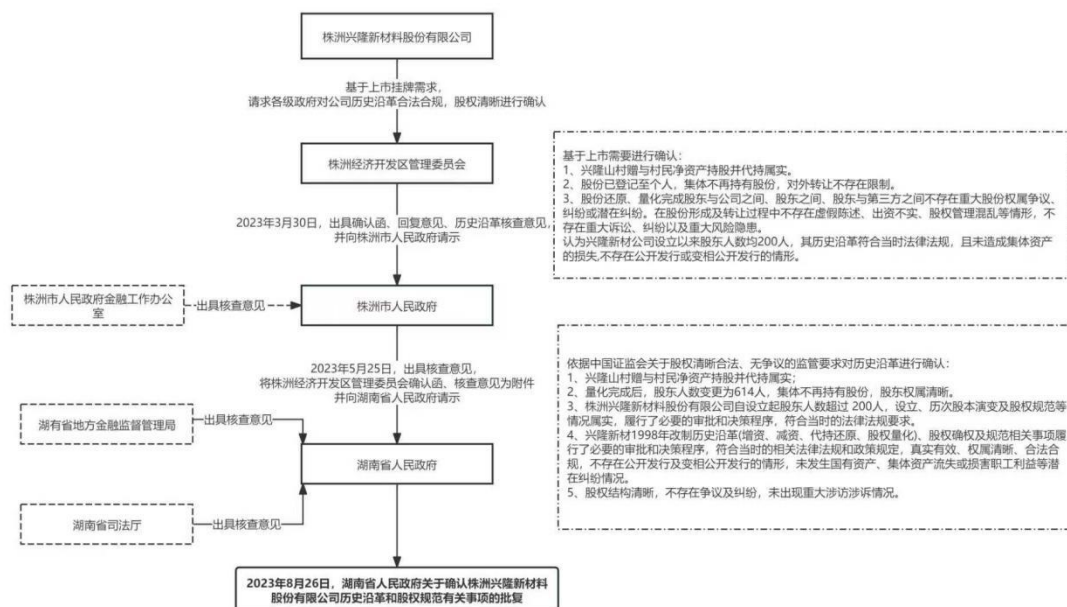 株洲兴隆新材料股份有限公司
基于上市挂牌需求，
请求各级政府对公司历史沿革合法合规，股权清晰进行确认
株洲经济开发区管理委员会
2023年3月30日，出具确认函、回复意见、历史沿革核查意见，
并向株洲市人民政府请示
基于上市需要进行确认：
1、兴隆山村赠与村民净资产持股并代持属实。
2、股份已登记至个人，集体不再持有股份，对外转让不存在限制。
3、股份还原、量化完成后股东与公司之间、股东之间、股东与第三方之间不存在重大股份权属争议、
纠纷或潜在纠纷。在股份形成及转让过程中不存在虚假陈述、出资不实、股权管理混乱等情形，不
存在重大诉讼、纠纷以及重大风险隐患。
认为兴隆新材公司设立以来股东人数均200人，其历史沿革符合当时法律法规，且未造成集体资产
的损失,不存在公开发行或变相公开发行的情形。
株洲市人民政府金融工作办公
室
出具核查意见
株洲市人民政府
2023年5月25日，出具核查意见，
将株洲经济开发区管理委员会确认函、核查意见为附件
并向湖南省人民政府请示
依据中国证监会关于股权清晰合法、无争议的监管要求对历史沿革进行确认：
1、兴隆山村赠与村民净资产持股并代持属实；
2、量化完成后，股东人数变更为614人，集体不再持有股份，股东权属清晰。
3、株洲兴隆新材料股份有限公司自设立起股东人数超过 200人，设立、历次股本演变及股权规范等
情况属实，履行了必要的审批和决策程序，符合当时的法律法规要求。
4、兴隆新材1998年改制历史沿革(增资、减资、代持还原、股权量化)、股权确权及规范相关事项履
行了必要的审批和决策程序，符合当时的相关法律法规和政策规定，真实有效、权属清晰、合法合
规，不存在公开发行及变相公开发行的情形，未发生国有资产、集体资产流失或损害职工利益等潜
在纠纷情况。
5、股权结构清晰，不存在争议及纠纷，未出现重大涉访涉诉情况。
湖有省地方金融监督管理局
出具核查意见
湖南省人民政府
湖南省司法厅
出具核查意见
2023年8月26日，湖南省人民政府关于确认株洲兴隆新材料
股份有限公司历史沿革和股权规范有关事项的批复